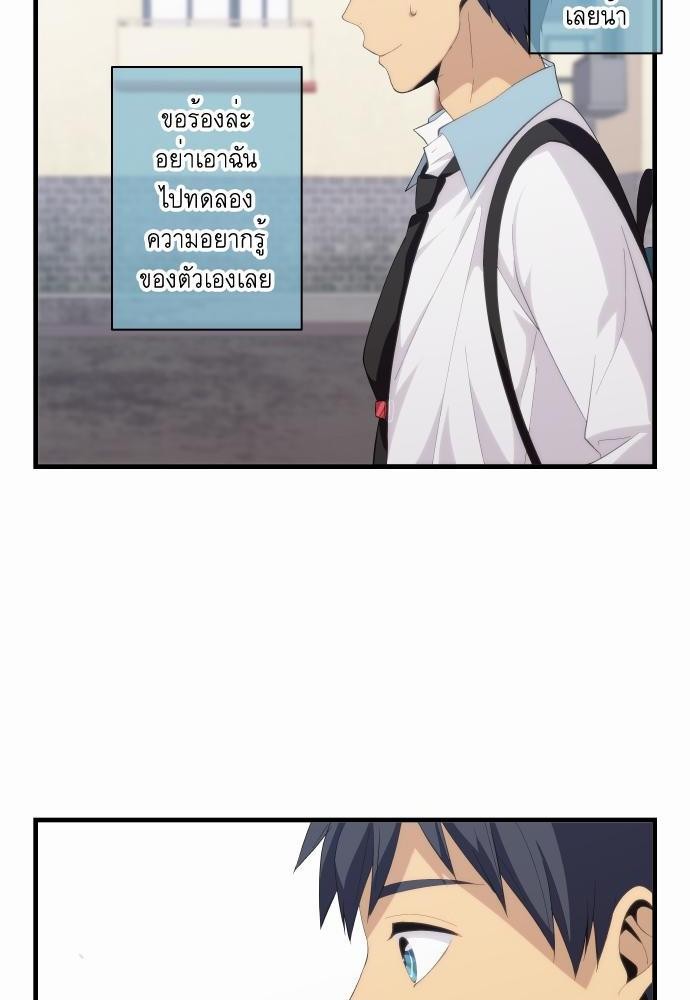 เลยน้า
ขอร้องล่ะ
อย่าเอาฉัน
ไปทดลอง
ความอยากรู้
ของตัวเองเลย